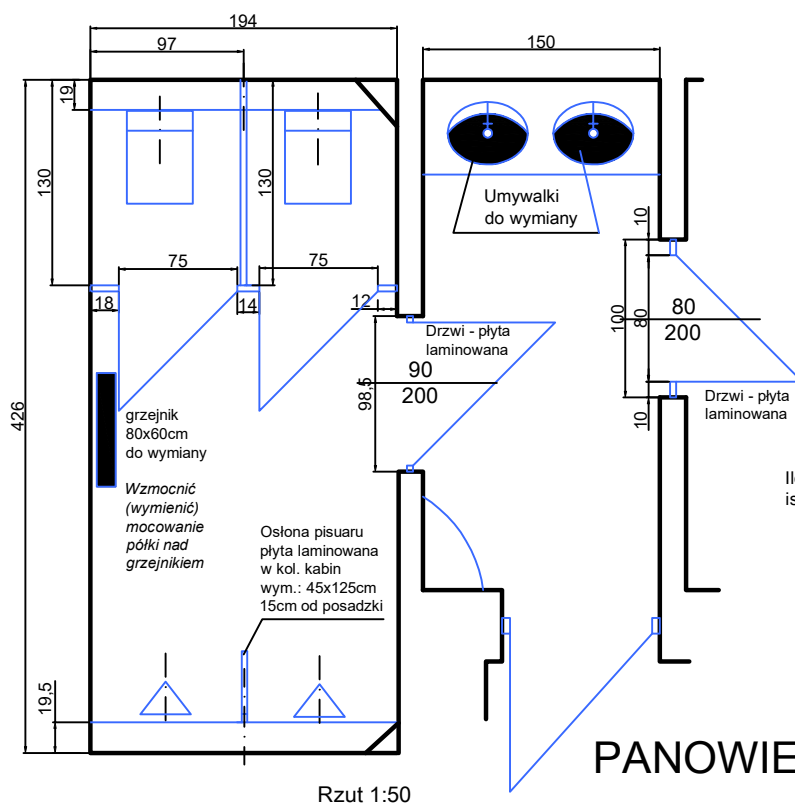 194
97
150
19
130
130
75
75
18
14
12
426
Umywalki
do wymiany
10
100
80
80
200
10
Drzwi - płyta
laminowana
90
200
98,5
Drzwi - płyta
laminowana
grzejnik
80x60cm
do wymiany
Wzmocnić
(wymienić)
mocowanie
półki nad
grzejnikiem
Osłona pisuaru
płyta laminowana
w kol. kabin
wym.: 45x125cm
15cm od posadzki
19,5
PANOWIE
Rzut 1:50